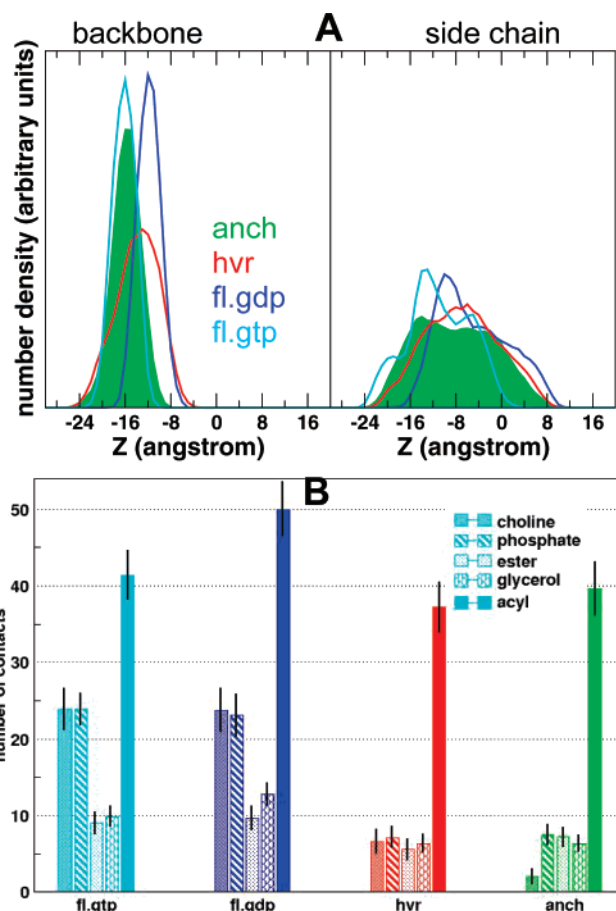 backbone A side chain
number density (arbitrary units)
anch
hvr
fl.gdp
fl.gtp
-24 -16 -8 0 8 16 -24 -16 -8 0 8 16
Z (angstrom) Z (angstrom)
B
number of contacts
50
40
30
20
10
0
choline
phosphate
ester
glycerol
acyl
fl.gtp fl.gdp hvr anch